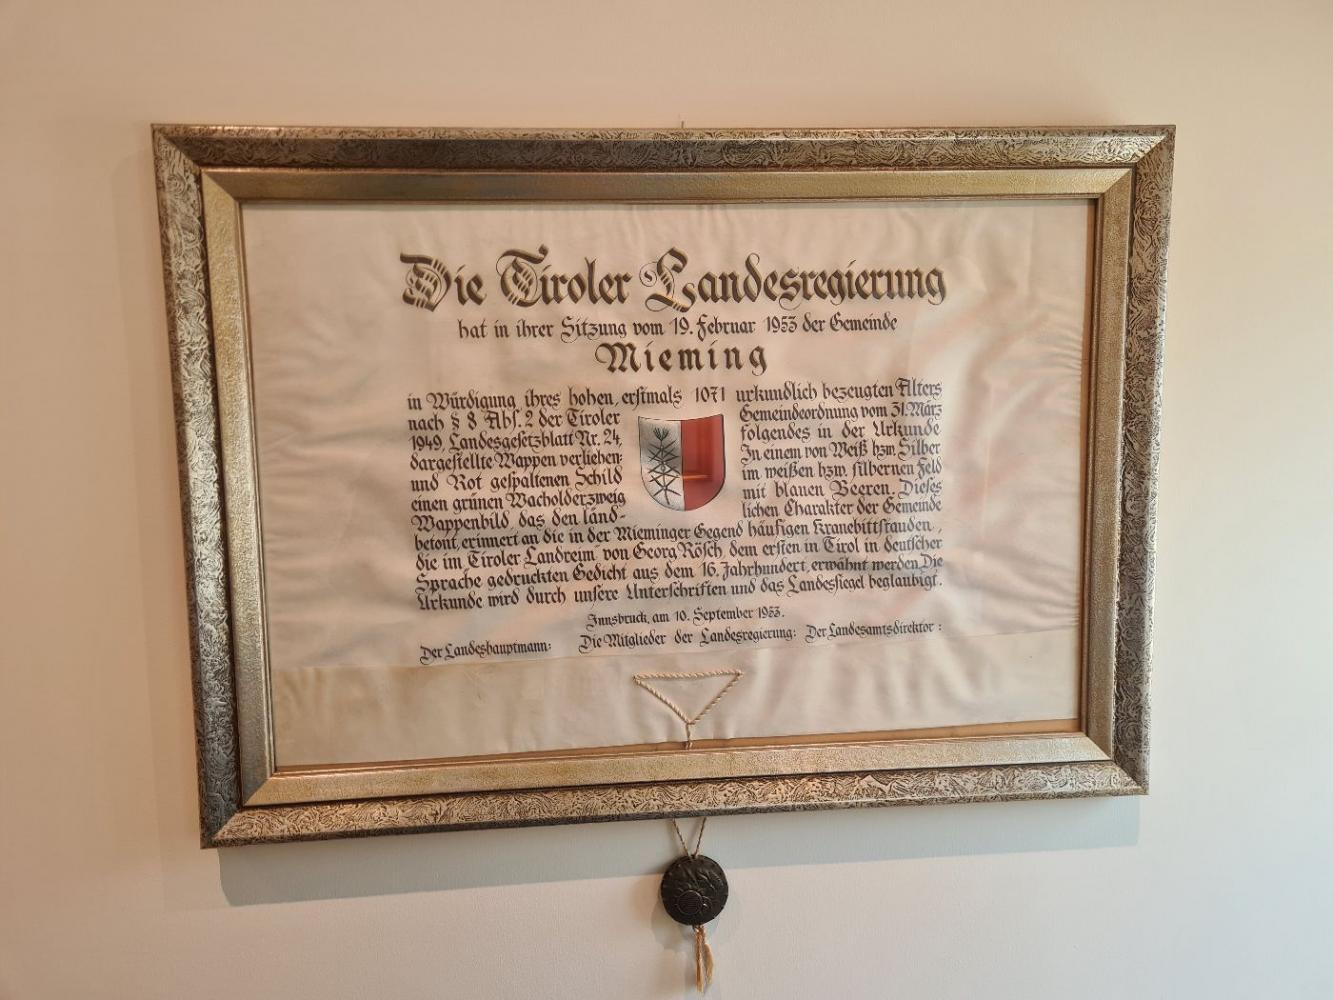 Die Tiroler Landesregierung
hat in ihrer Sitzung vom 19. Februar 1953 der Gemeinde
Mieming
in Würdigung ihres hohen, erstmals 1071 urkundlich bezeugten Alters
nach § 8 Abs. 2 der Tiroler Gemeindeordnung vom 31. März
1949, Landesgesetzblatt Nr. 24, folgendes in der Urkunde
dargestellte Wappen verliehen: In einem von Weiß bzw. Silber
und Rot gespaltenen Schild im weißen bzw. silbernen Feld
einen grünen Wacholderzweig mit blauen Beeren. Dieses
Wappenbild, das den länd- lichen Charakter der Gemeinde
betont, erinnert an die in der Mieminger Gegend häufigen Kranebittstauden,
die im "Tiroler Landreim" von Georg Rösch, dem ersten in Tirol in deutscher
Sprache gedruckten Gedicht aus dem 16. Jahrhundert, erwähnt werden. Die
Urkunde wird durch unsere Unterschriften und das Landessiegel beglaubigt.
Innsbruck, am 10. September 1953.
Der Landeshauptmann: Die Mitglieder der Landesregierung: Der Landesamtsdirektor: